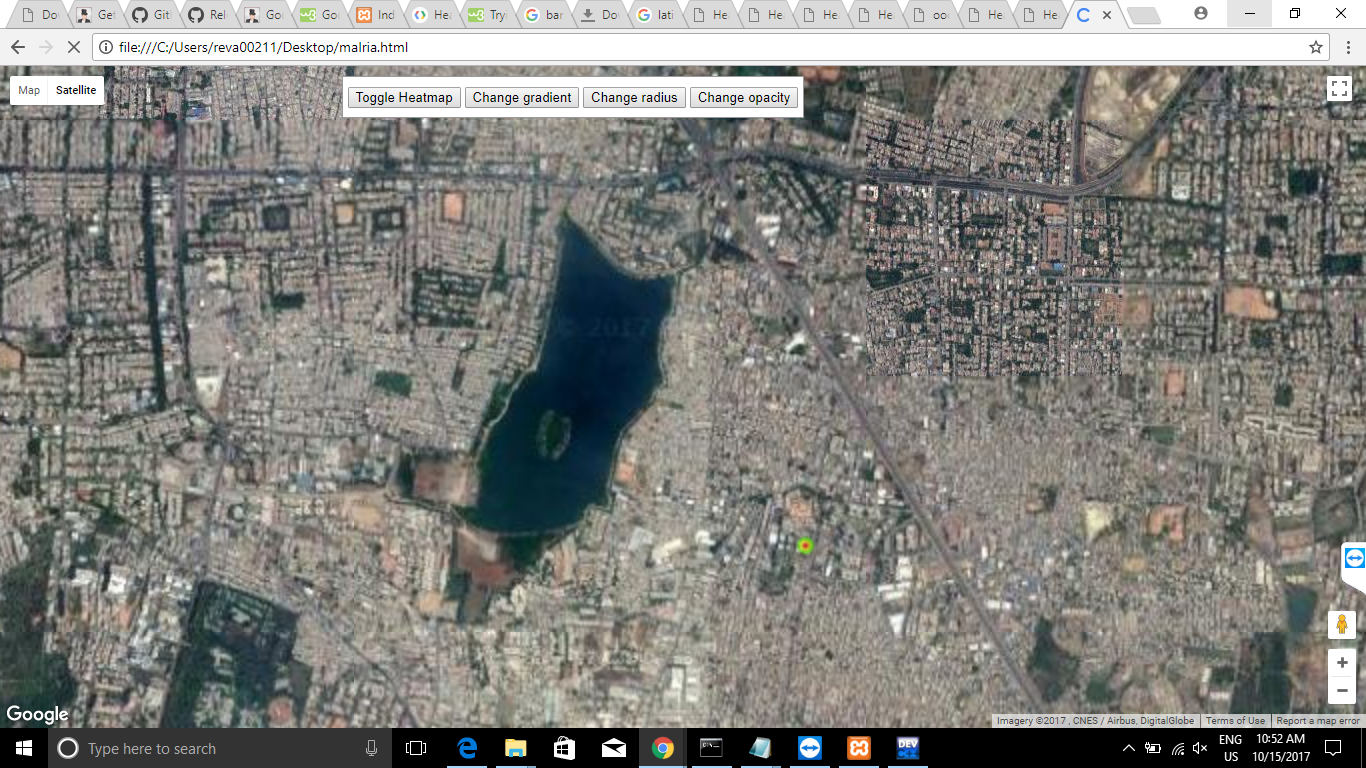 Do Git Git Rel Go Go Ind He Try bar Do lati He He He He ooo He He
file:///C:/Users/reva00211/Desktop/malria.html
Map Satellite
Toggle Heatmap Change gradient Change radius Change opacity
© 2017
Google
Imagery ©2017 , CNES / Airbus, DigitalGlobe Terms of Use Report a map error
Type here to search
DEV
ENG
US
10:52 AM
10/15/2017